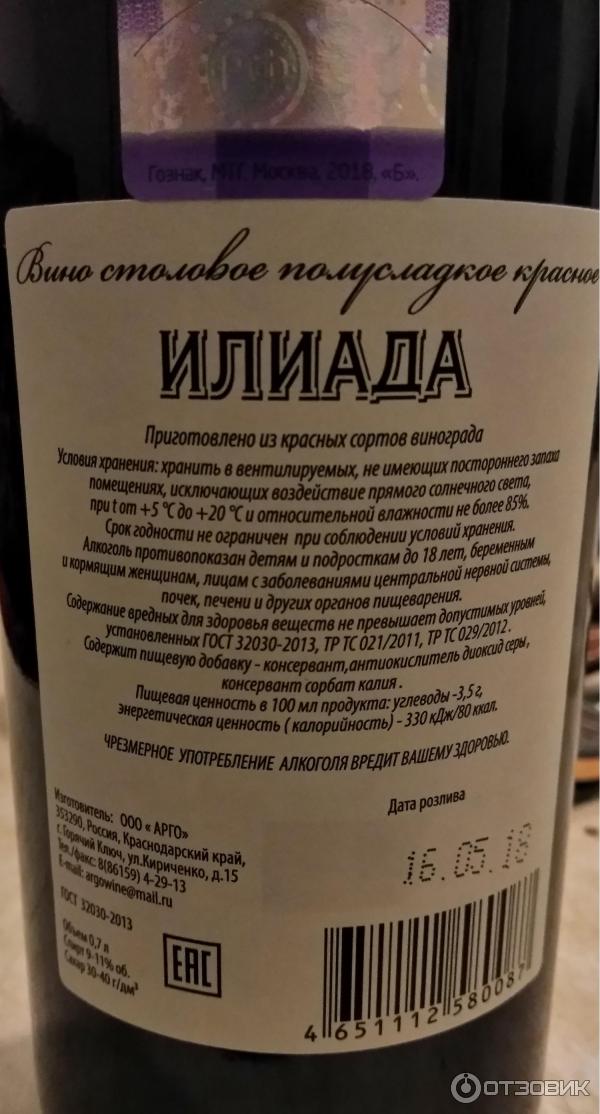 Гознак, МТГ, Москва, 2018, «Б».
Вино столовое полусладкое красное
ИЛИАДА
Приготовлено из красных сортов винограда
Условия хранения: хранить в вентилируемых, не имеющих постороннего запаха
помещениях, исключающих воздействие прямого солнечного света,
при t от +5 °С до +20 °С и относительной влажности не более 85%.
Срок годности не ограничен при соблюдении условий хранения.
Алкоголь противопоказан детям и подросткам до 18 лет, беременным
и кормящим женщинам, лицам с заболеваниями центральной нервной системы,
почек, печени и других органов пищеварения.
Содержание вредных для здоровья веществ не превышает допустимых уровней,
установленных ГОСТ 32030-2013, ТР ТС 021/2011, ТР ТС 029/2012.
Содержит пищевую добавку - консервант,антиокислитель диоксид серы,
консервант сорбат калия .
Пищевая ценность в 100 мл продукта: углеводы -3,5 г,
энергетическая ценность ( калорийность) - 330 кДж/80 ккал.
ЧРЕЗМЕРНОЕ УПОТРЕБЛЕНИЕ АЛКОГОЛЯ ВРЕДИТ ВАШЕМУ ЗДОРОВЬЮ.
Изготовитель: ООО « АРГО»
353290, Россия, Краснодарский край,
г. Горячий Ключ, ул.Кириченко, д.15
Тел./факс: 8(86159) 4-29-13
E-mail: argowine@mail.ru
ГОСТ 32030-2013
Объем 0,7 л
Спирт 9-11% об.
Сахар 30-40 г/дм³
EAC
Дата розлива
16.05.18
4 651112 580087
ОТЗОВИК